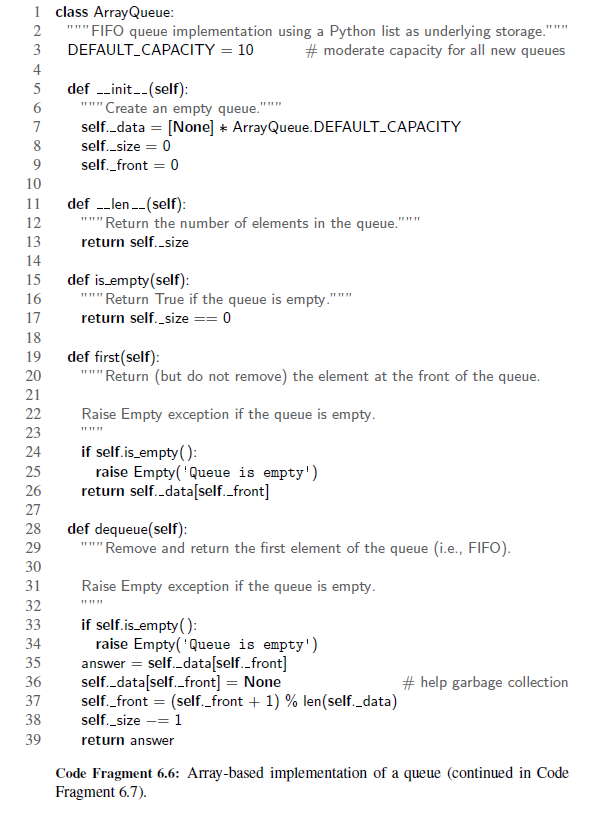 1 class ArrayQueue:
2 """FIFO queue implementation using a Python list as underlying storage."""
3 DEFAULT_CAPACITY = 10 # moderate capacity for all new queues
4
5 def __init__(self):
6 """Create an empty queue."""
7 self._data = [None] * ArrayQueue.DEFAULT_CAPACITY
8 self._size = 0
9 self._front = 0
10
11 def __len__(self):
12 """Return the number of elements in the queue."""
13 return self._size
14
15 def is_empty(self):
16 """Return True if the queue is empty."""
17 return self._size == 0
18
19 def first(self):
20 """Return (but do not remove) the element at the front of the queue.
21
22 Raise Empty exception if the queue is empty.
23 """
24 if self.is_empty():
25 raise Empty('Queue is empty')
26 return self._data[self._front]
27
28 def dequeue(self):
29 """Remove and return the first element of the queue (i.e., FIFO).
30
31 Raise Empty exception if the queue is empty.
32 """
33 if self.is_empty():
34 raise Empty('Queue is empty')
35 answer = self._data[self._front]
36 self._data[self._front] = None # help garbage collection
37 self._front = (self._front + 1) % len(self._data)
38 self._size −= 1
39 return answer
Code Fragment 6.6: Array-based implementation of a queue (continued in Code
Fragment 6.7).